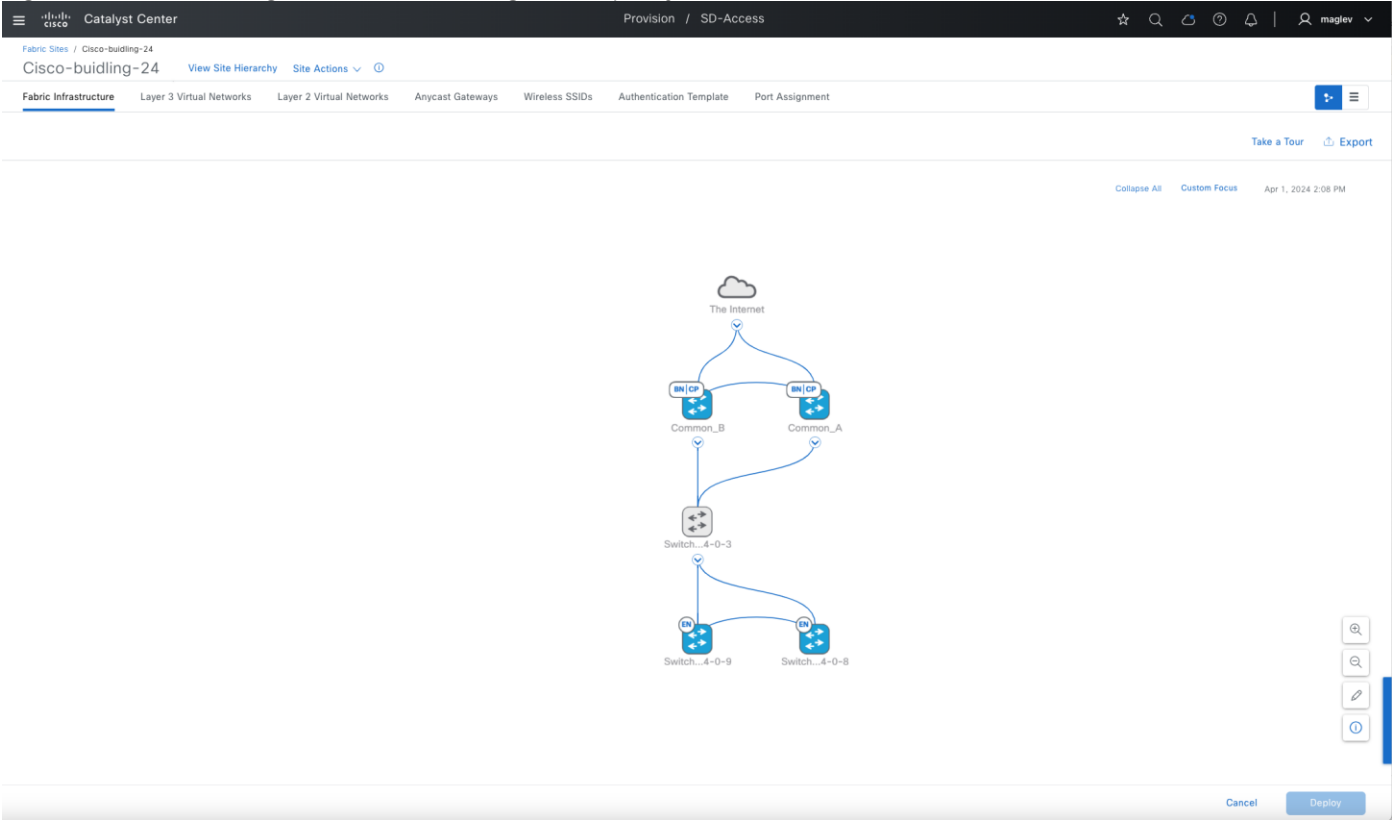 cisco Catalyst Center Provision / SD-Access maglev
Fabric Sites / Cisco-buidling-24
Cisco-buidling-24 View Site Hierarchy Site Actions
Fabric Infrastructure Layer 3 Virtual Networks Layer 2 Virtual Networks Anycast Gateways Wireless SSIDs Authentication Template Port Assignment
Take a Tour Export
Collapse All Custom Focus Apr 1, 2024 2:08 PM
The Internet
BN|CP BN|CP
Common_B Common_A
Switch...4-0-3
EN EN
Switch...4-0-9 Switch...4-0-8
Cancel Deploy